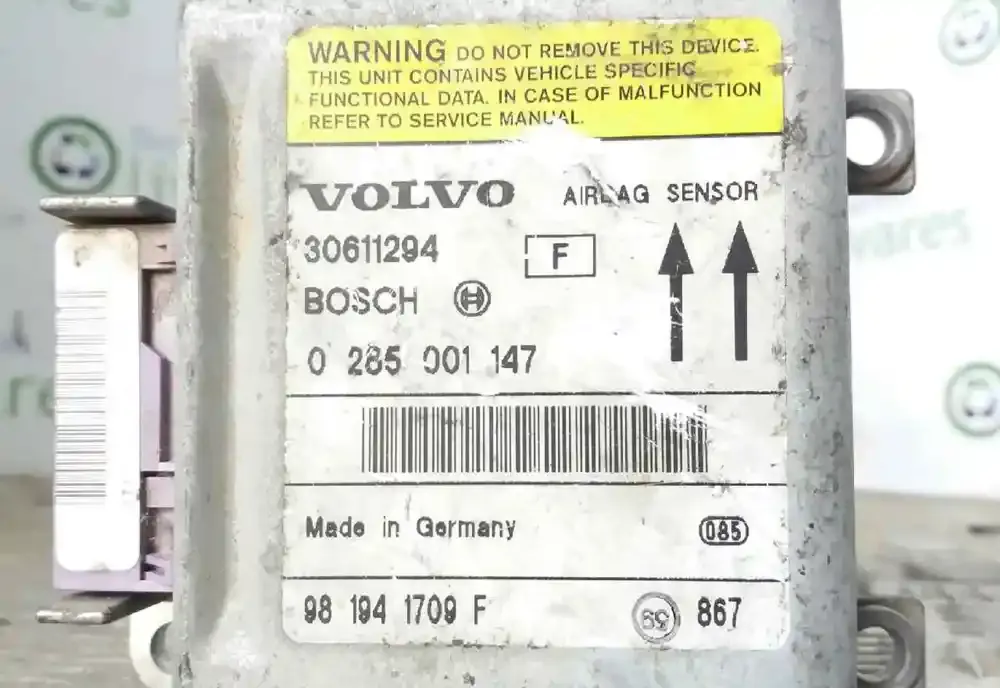 WARNING DO NOT REMOVE THIS DEVICE.
THIS UNIT CONTAINS VEHICLE SPECIFIC
FUNCTIONAL DATA. IN CASE OF MALFUNCTION
REFER TO SERVICE MANUAL.
VOLVO AIRBAG SENSOR
30611294 F
BOSCH
0 285 001 147
Made in Germany 085
98 194 1709 F 59 867